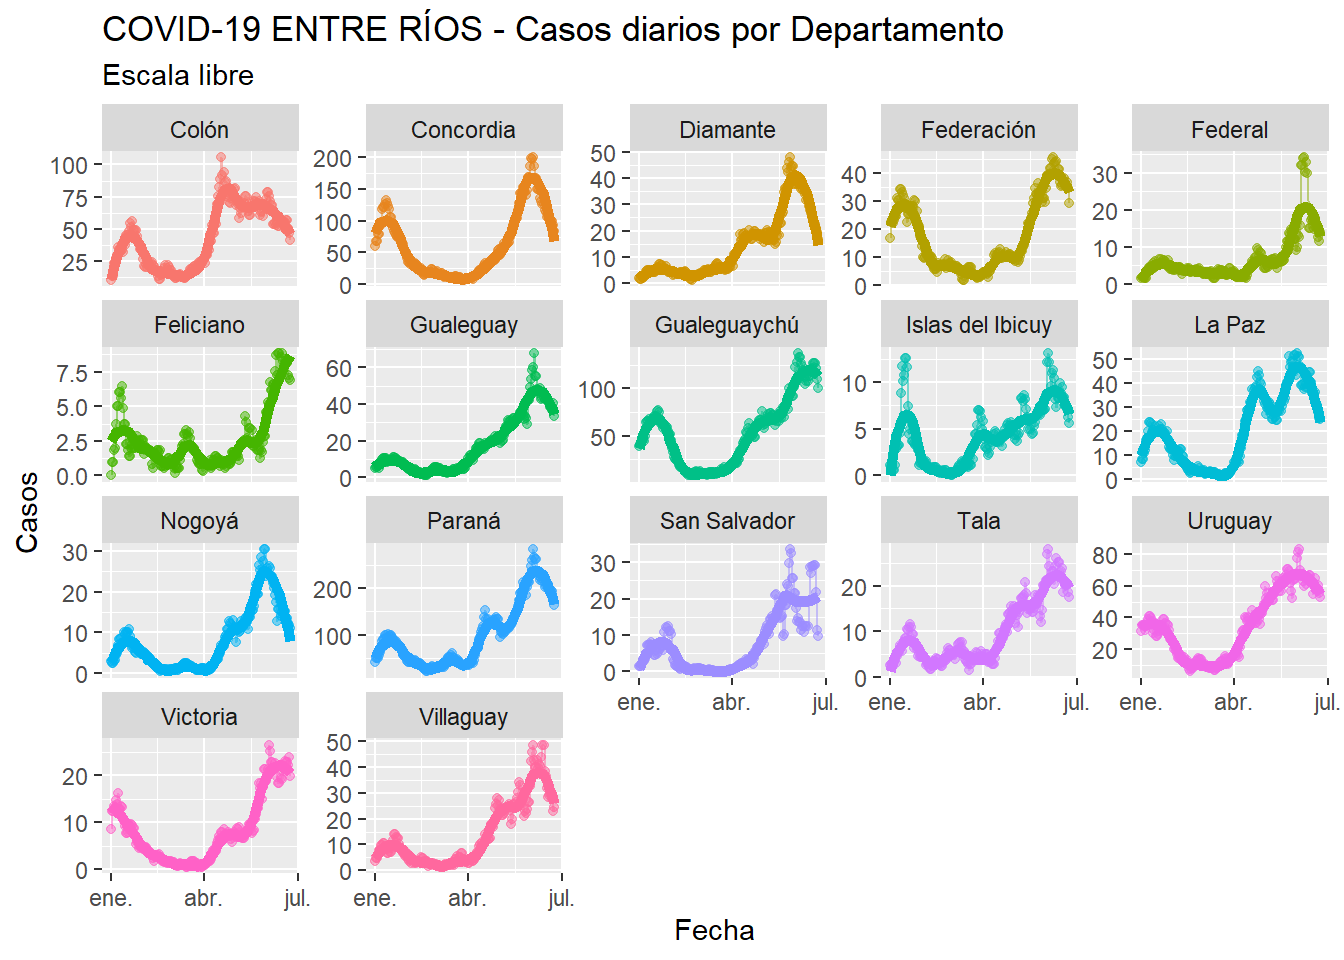 COVID-19 ENTRE RÍOS - Casos diarios por Departamento
Escala libre
Colón Concordia Diamante Federación Federal
100 75 50 25
200 150 100 50 0
50 40 30 20 10 0
40 30 20 10 0
30 20 10 0
Feliciano Gualeguay Gualeguaychú Islas del Ibicuy La Paz
7.5 5.0 2.5 0.0
60 40 20 0
100 50
10 5 0
50 40 30 20 10 0
Nogoyá Paraná San Salvador Tala Uruguay
30 20 10 0
200 100
30 20 10 0
20 10 0
80 60 40 20
ene. abr. jul.
ene. abr. jul.
ene. abr. jul.
Victoria Villaguay
20 10 0
50 40 30 20 10 0
ene. abr. jul.
ene. abr. jul.
Casos
Fecha